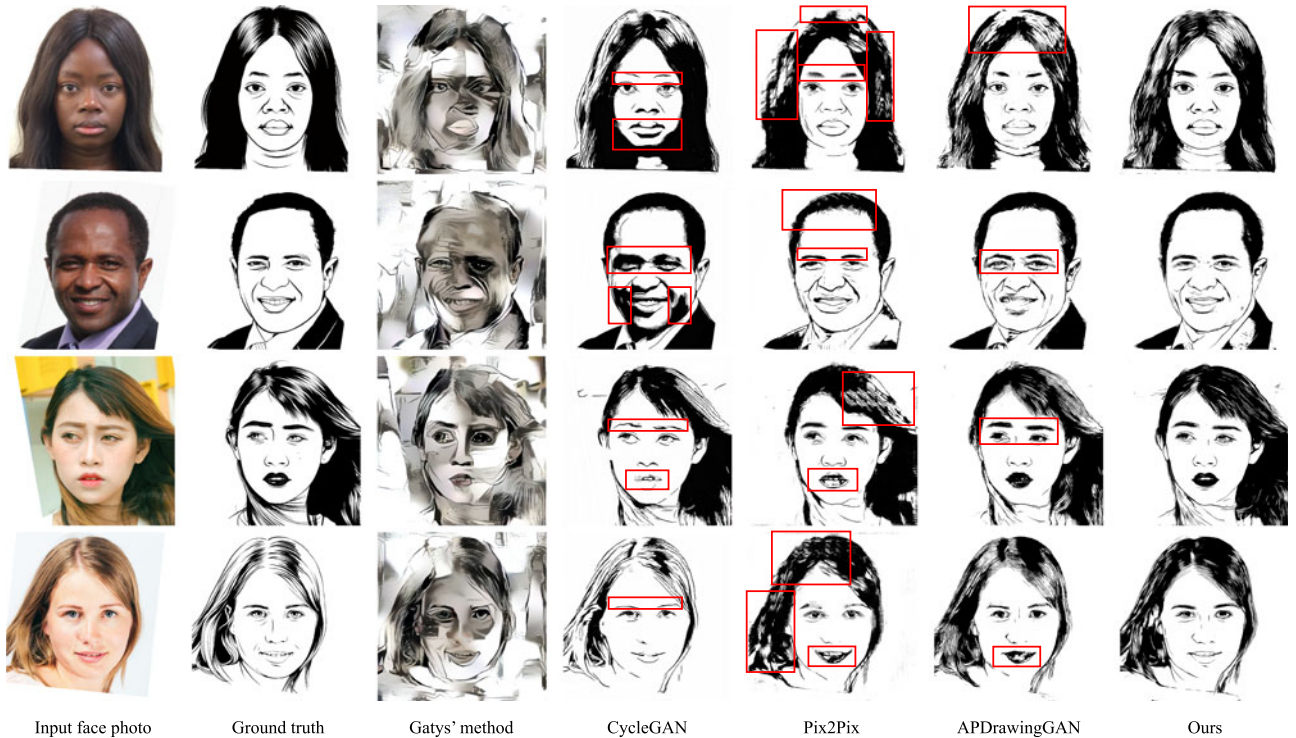 Input face photo
Ground truth
Gatys’ method
CycleGAN
Pix2Pix
APDrawingGAN
Ours